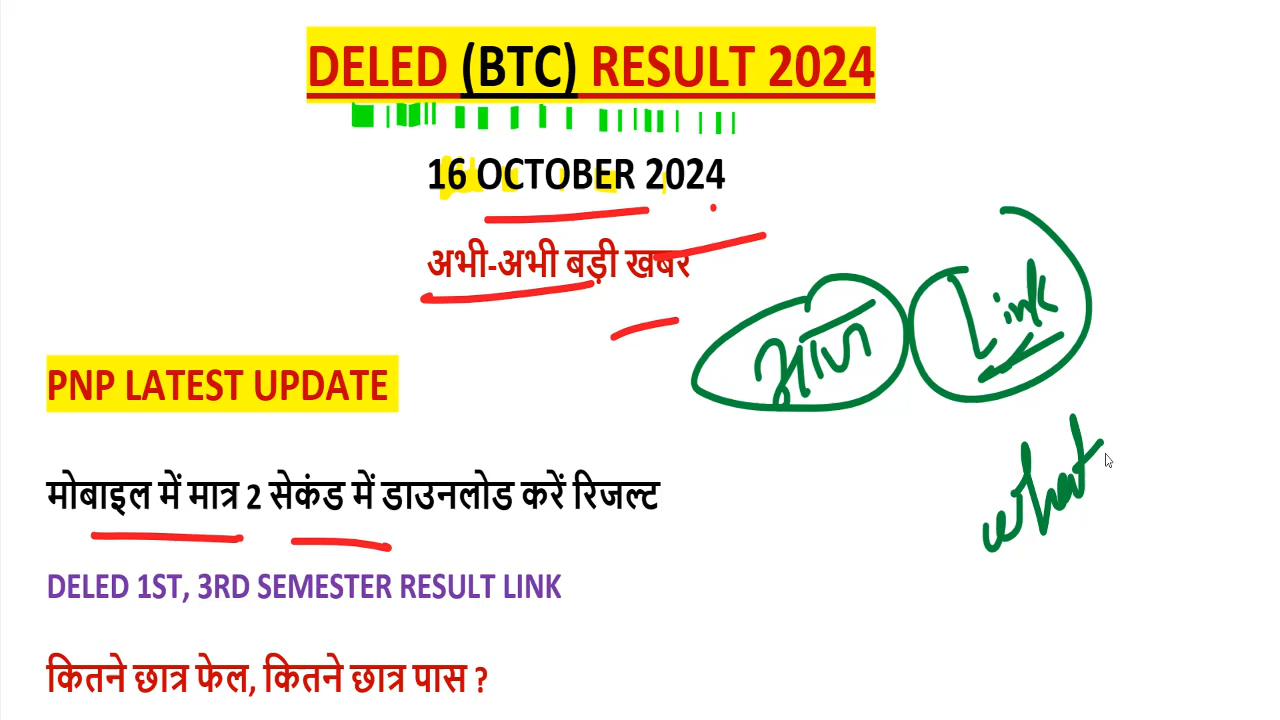 DELED (BTC) RESULT 2024
16 OCTOBER 2024
अभी-अभी बड़ी खबर
आज Link
what
PNP LATEST UPDATE
मोबाइल में मात्र 2 सेकंड में डाउनलोड करें रिजल्ट
DELED 1ST, 3RD SEMESTER RESULT LINK
कितने छात्र फेल, कितने छात्र पास ?